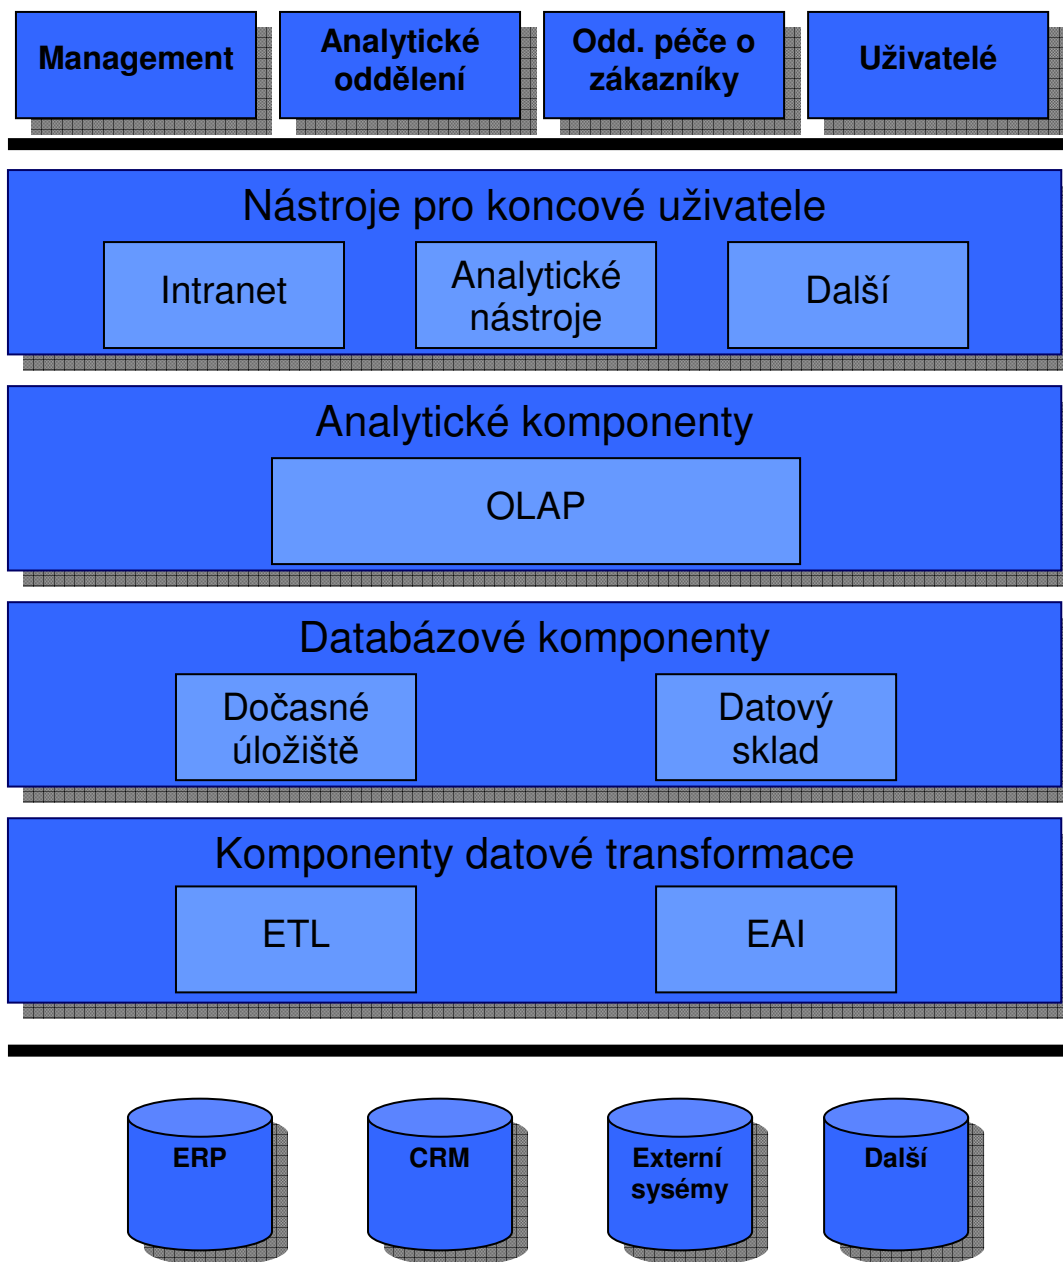 Management
Analytické
oddělení
Odd. péče o
zákazníky
Uživatelé
Nástroje pro koncové uživatele
Intranet
Analytické
nástroje
Další
Analytické komponenty
OLAP
Databázové komponenty
Dočasné
úložiště
Datový
sklad
Komponenty datové transformace
ETL
EAI
ERP
CRM
Externí
sysémy
Další